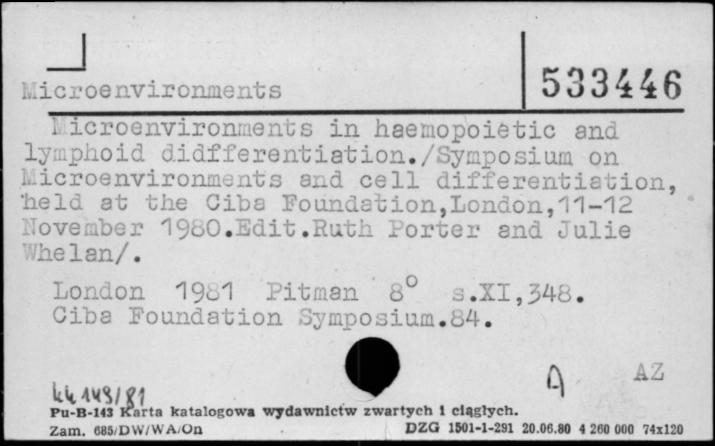 Microenvironments
533446
Microenvironments in haemopoietic and
lymphoid didfferentiation./Symposium on
Microenvironments and cell differentiation,
held at the Ciba Foundation,London,11-12
November 1980.Edit.Ruth Porter and Julie
Whelan/.
London 1981 Pitman 8° s.XI,348.
Ciba Foundation Symposium.84.
AZ
Pu-B-143 Karta katalogowa wydawnictw zwartych i ciągłych.
Zam. 685/DW/WA/On DZG 1501-1-291 20.06.80 4 260 000 74x120